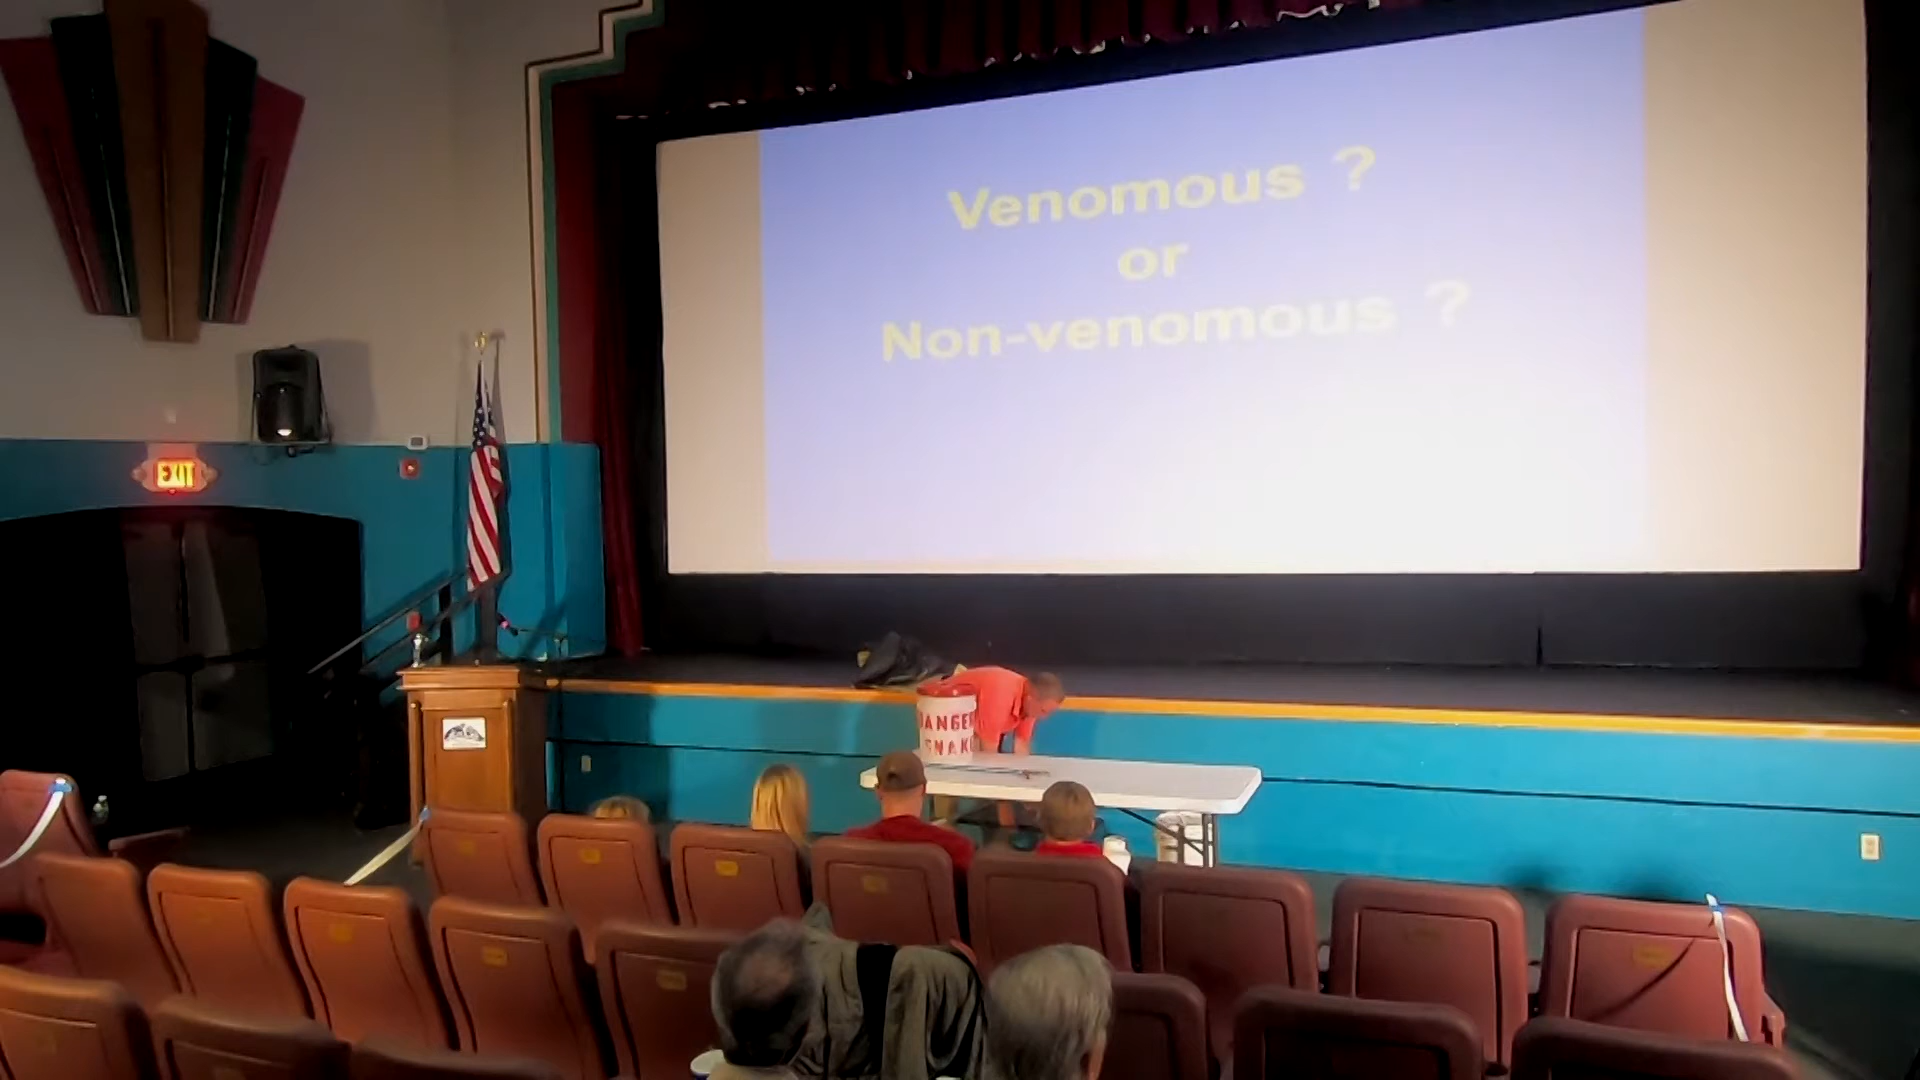 Venomous ?
or
Non-venomous ?
EXIT
DANGER
SNAKE